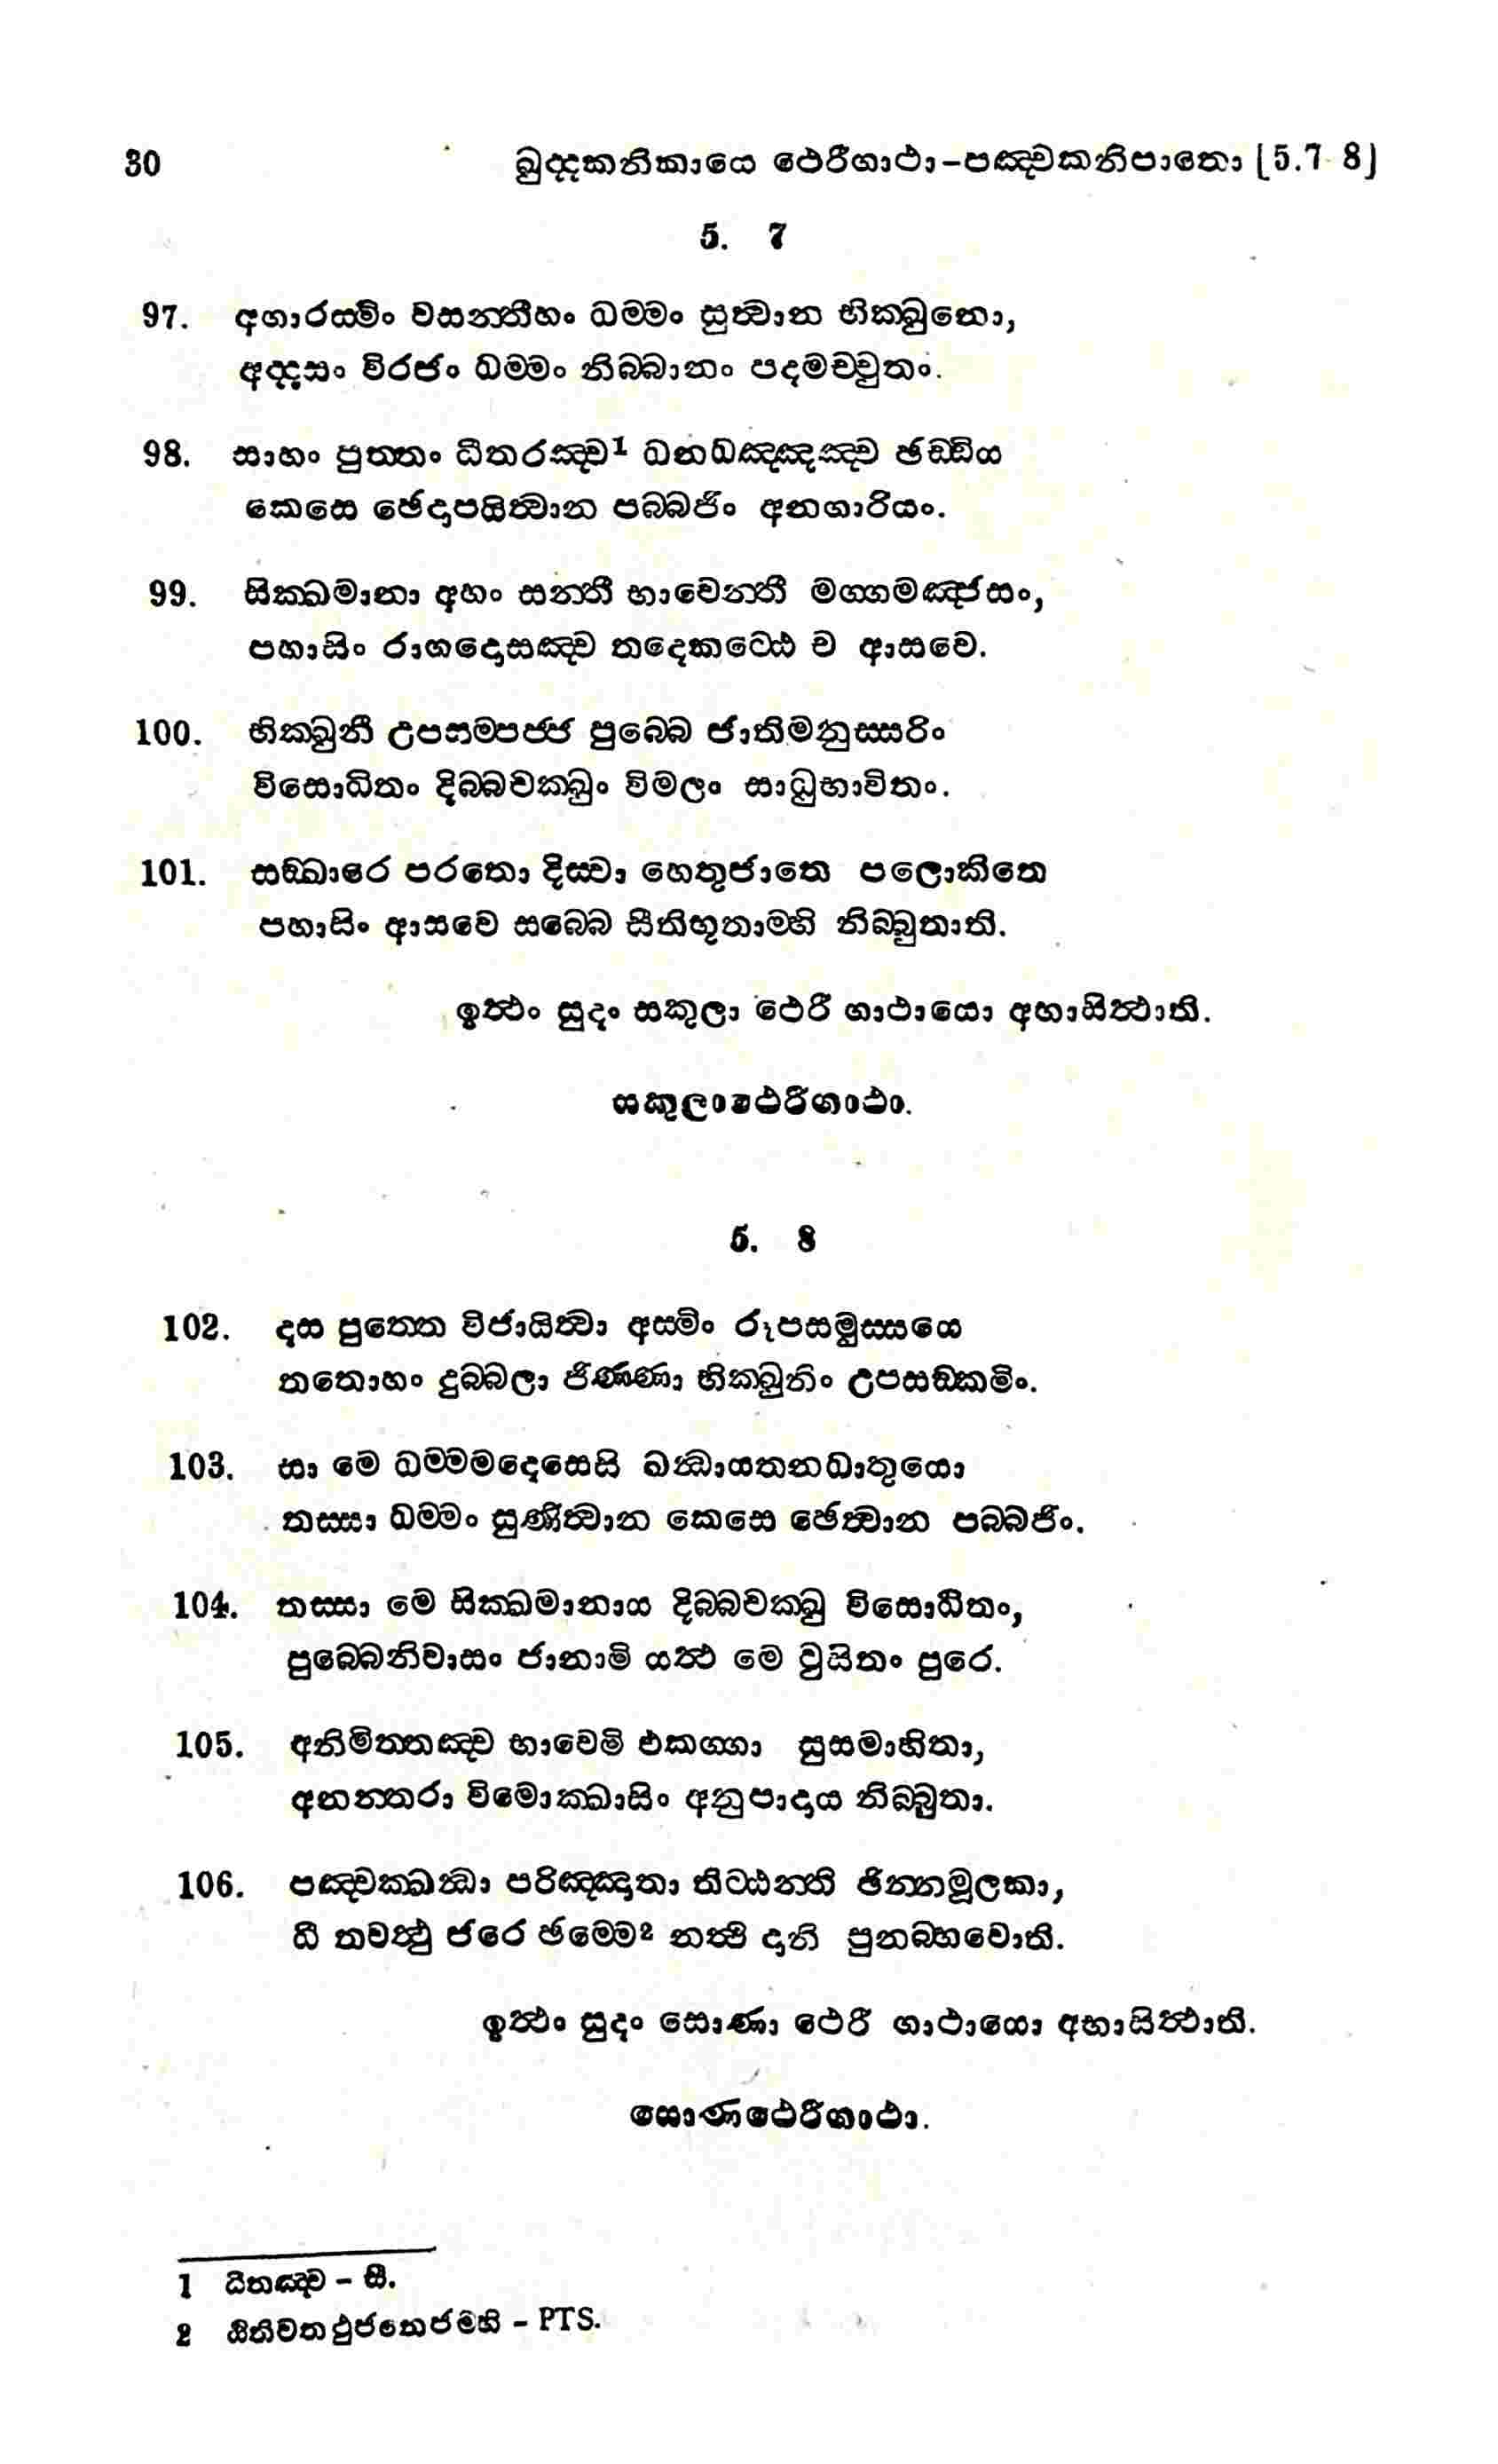 30 ඛුද්දකනිකායෙ ථෙරීගාථා-පඤ්චකනිපාතො [5.7 8]
5. 7
97. අගාරස්මිං වසන්තීහං ධම්මං සුත්වාන භික්ඛුනො,
අද්දසං විරජං ධම්මං නිබ්බානං පදමච්චුතං.
98. සාහං පුත්තං ධීතරඤ්ච1 ධනධඤ්ඤඤ්ච ඡඩ්ඩිය
කෙසෙ ඡෙදාපයිත්වාන පබ්බජිං අනගාරියං.
99. සික්ඛමානා අහං සන්තී භාවෙන්තී මග්ගමඤ්ජසං,
පහාසිං රාගදොසඤ්ච තදෙකට්ඨෙ ච ආසවෙ.
100. භික්ඛුනී උපසම්පජ්ජ පුබ්බෙ ජාතිමනුස්සරිං
විසොධිතං දිබ්බචක්ඛුං විමලං සාධුභාවිතං.
101. සඞ්ඛාරෙ පරතො දිස්වා හෙතුජාතෙ පලොකිතෙ
පහාසිං ආසවෙ සබ්බෙ සීතිභූතාම්හි නිබ්බුතාති.
ඉත්ථං සුදං සකුලා ථෙරී ගාථායො අභාසිත්ථාති.
සකුලාථෙරීගාථා.
5. 8
102. දස පුත්තෙ විජායිත්වා අස්මිං රූපසමුස්සයෙ
තතොහං දුබ්බලා ජිණ්ණා භික්ඛුනිං උපසඞ්කමිං.
103. සා මෙ ධම්මමදෙසෙසි ඛන්ධායතනධාතුයො
තස්සා ධම්මං සුණිත්වාන කෙසෙ ඡෙත්වාන පබ්බජිං.
104. තස්සා මෙ සික්ඛමානාය දිබ්බචක්ඛු විසොධිතං,
පුබ්බෙනිවාසං ජානාමි යත්ථ මෙ වුසිතං පුරෙ.
105. අනිමිත්තඤ්ච භාවෙමි එකග්ගා සුසමාහිතා,
අනන්තරා විමොක්ඛාසිං අනුපාදාය නිබ්බුතා.
106. පඤ්චක්ඛන්ධා පරිඤ්ඤාතා තිට්ඨන්ති ඡින්නමූලකා,
ධී තවත්ථු ජරෙ ජම්මෙ2 නත්ථි දානි පුනබ්භවොති.
ඉත්ථං සුදං සොණා ථෙරී ගාථායො අභාසිත්ථාති.
සොණථෙරීගාථා.
1 ධීතඤ්ච - සී.
2 - PTS.